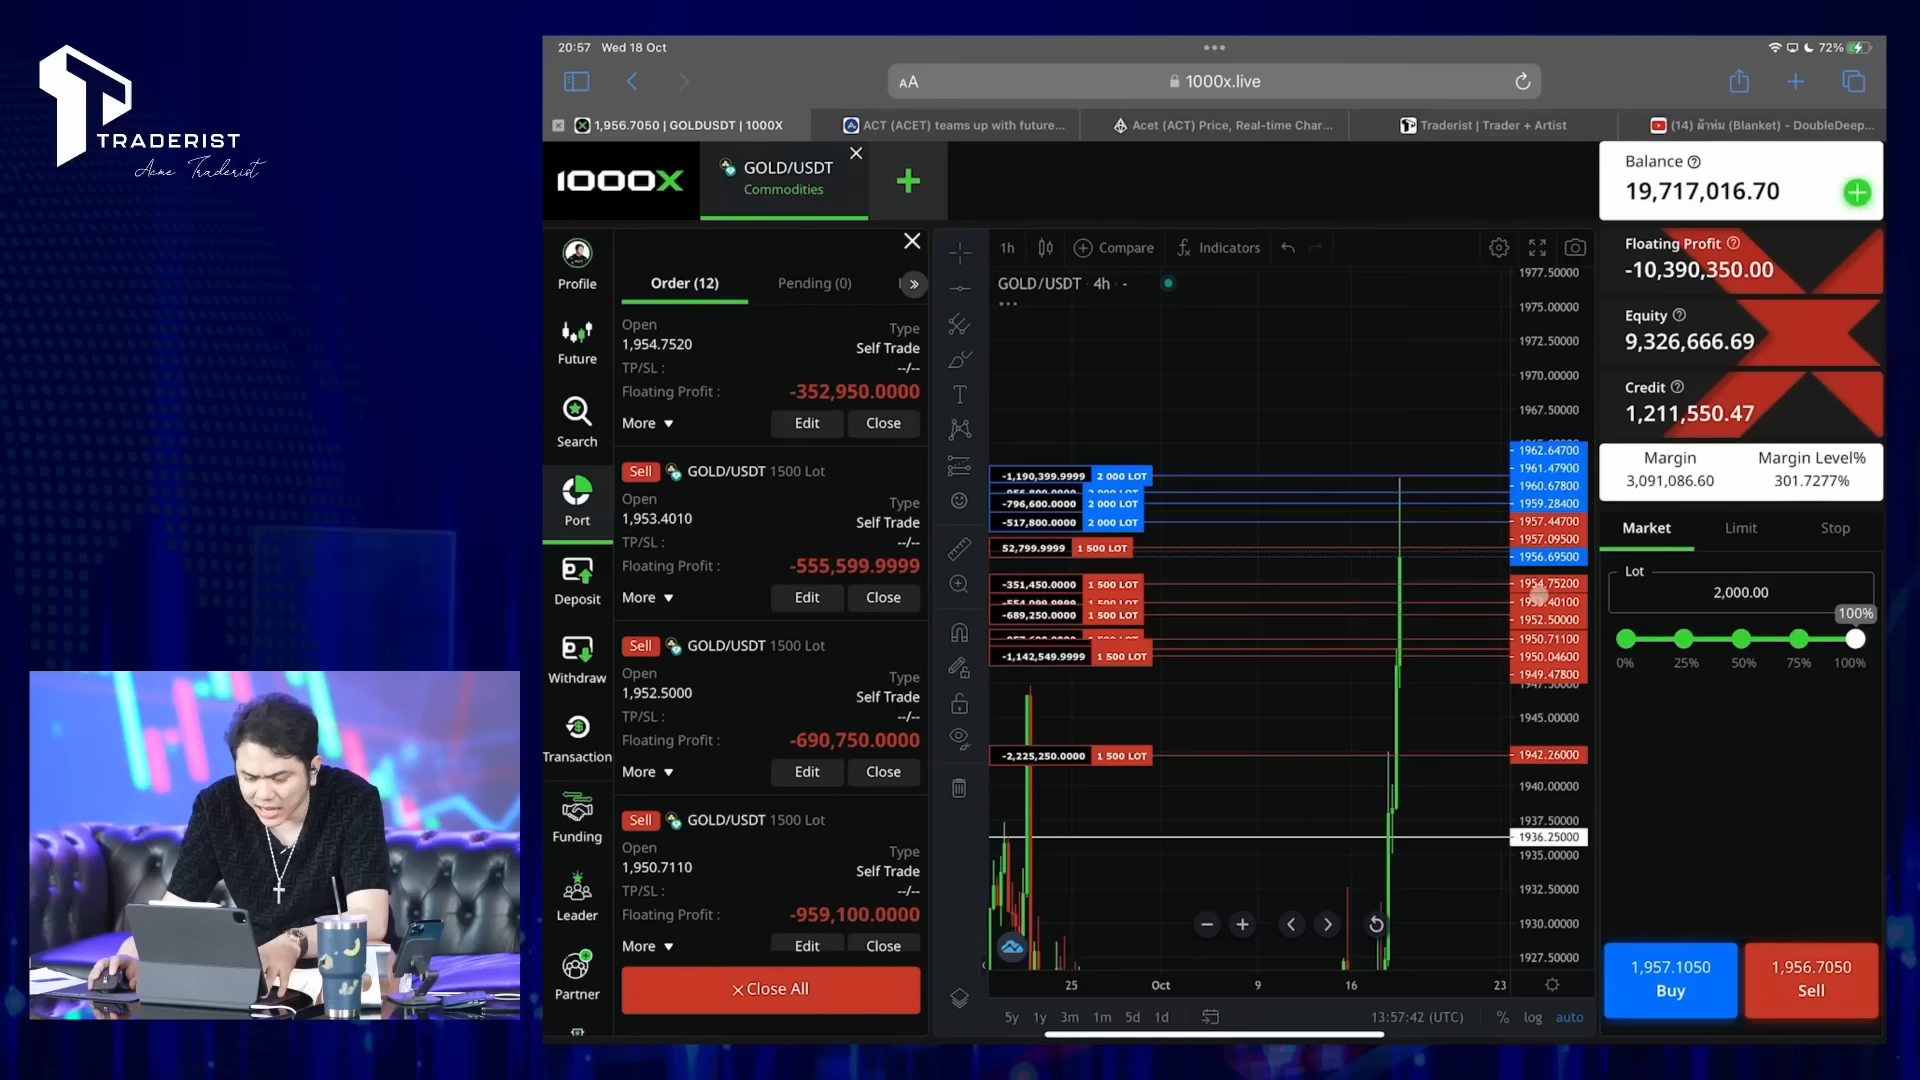 TRADERIST
Acme Traderist
20:57 Wed 18 Oct
72%
AA
1000x.live
1,956.7050 | GOLDUSDT | 1000X
ACT (ACET) teams up with future...
Acet (ACT) Price, Real-time Char...
Traderist | Trader + Artist
(14) ผ้าห่ม (Blanket) - DoubleDeep...
1000X
GOLD/USDT
Commodities
Balance
19,717,016.70
Floating Profit
-10,390,350.00
Equity
9,326,666.69
Credit
1,211,550.47
Margin
3,091,086.60
Margin Level%
301.7277%
Market
Limit
Stop
Lot
2,000.00
100%
0% 25% 50% 75% 100%
1,957.1050
Buy
1,956.7050
Sell
Profile
Future
Search
Port
Deposit
Withdraw
Transaction
Funding
Leader
Partner
Order (12)
Pending (0)
Open
1,954.7520
Type
Self Trade
TP/SL :
--/--
Floating Profit :
-352,950.0000
More
Edit
Close
Sell GOLD/USDT 1500 Lot
Open
1,953.4010
Type
Self Trade
TP/SL :
--/--
Floating Profit :
-555,599.9999
More
Edit
Close
Sell GOLD/USDT 1500 Lot
Open
1,952.5000
Type
Self Trade
TP/SL :
--/--
Floating Profit :
-690,750.0000
More
Edit
Close
Sell GOLD/USDT 1500 Lot
Open
1,950.7110
Type
Self Trade
TP/SL :
--/--
Floating Profit :
-959,100.0000
More
Edit
Close
Close All
1h
Compare
Indicators
GOLD/USDT · 4h · -
-1,190,399.9999 2 000 LOT
-796,600.0000 2 000 LOT
-517,800.0000 2 000 LOT
52,799.9999 1 500 LOT
-351,450.0000 1 500 LOT
-689,250.0000 1 500 LOT
-1,142,549.9999 1 500 LOT
-2,225,250.0000 1 500 LOT
1977.50000
1975.00000
1972.50000
1970.00000
1967.50000
1962.64700
1961.47900
1960.67800
1959.28400
1957.44700
1957.09500
1956.69500
1954.75200
1953.40100
1952.50000
1950.71100
1950.04600
1949.47800
1945.00000
1942.26000
1940.00000
1937.50000
1936.25000
1935.00000
1932.50000
1930.00000
1927.50000
25 Oct 9 16 23
5y 1y 3m 1m 5d 1d
13:57:42 (UTC)
% log auto